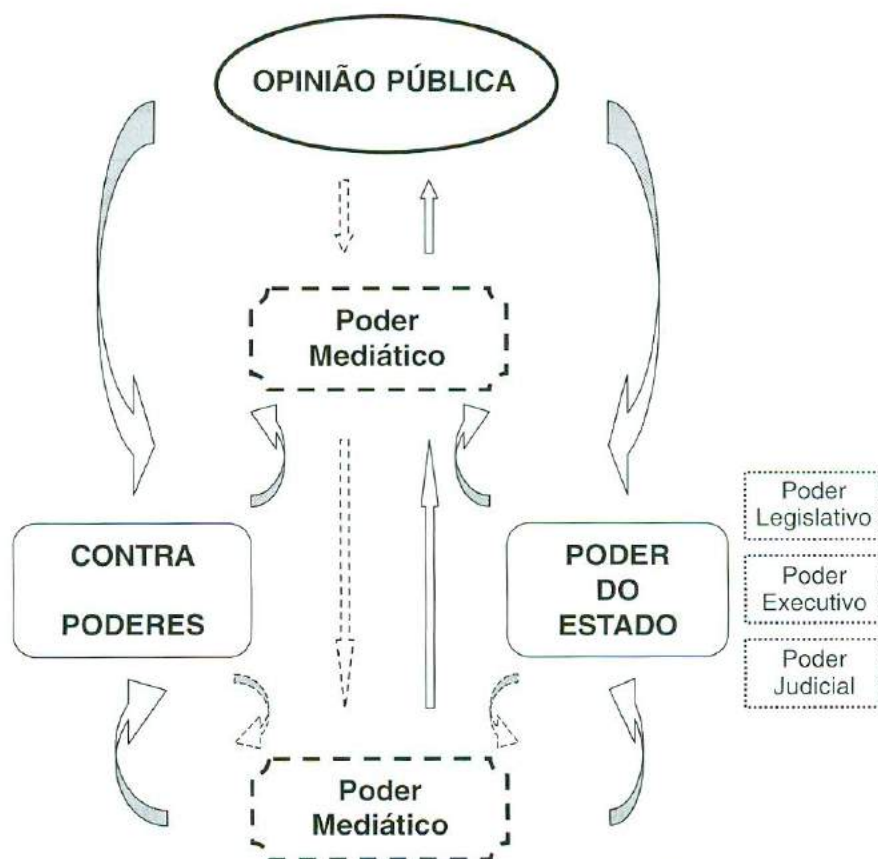 OPINIÃO PÚBLICA
Poder
Mediático
CONTRA
PODERES
PODER
DO
ESTADO
Poder
Legislativo
Poder
Executivo
Poder
Judicial
Poder
Mediático